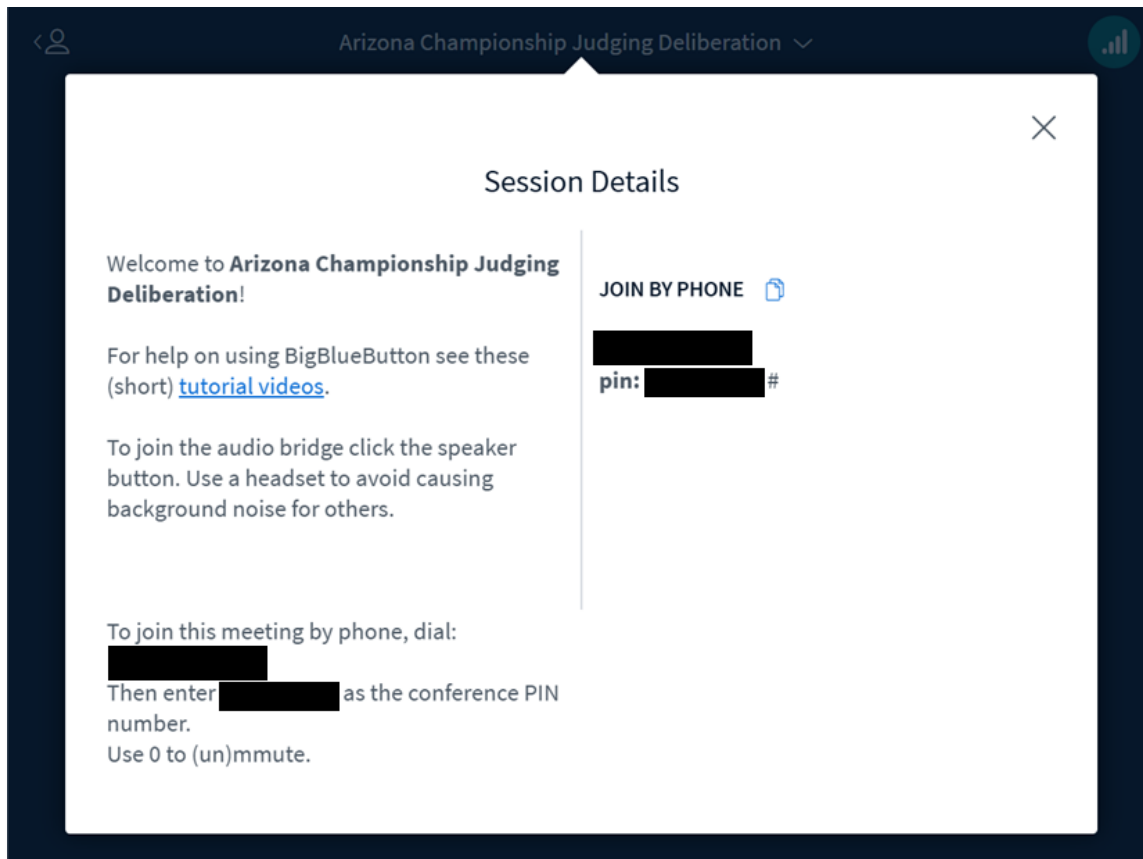 Arizona Championship Judging Deliberation
Session Details
Welcome to Arizona Championship Judging
Deliberation!
For help on using BigBlueButton see these
(short) tutorial videos.
To join the audio bridge click the speaker
button. Use a headset to avoid causing
background noise for others.
To join this meeting by phone, dial:
Then enter as the conference PIN
number.
Use 0 to (un)mmute.
JOIN BY PHONE
pin: #